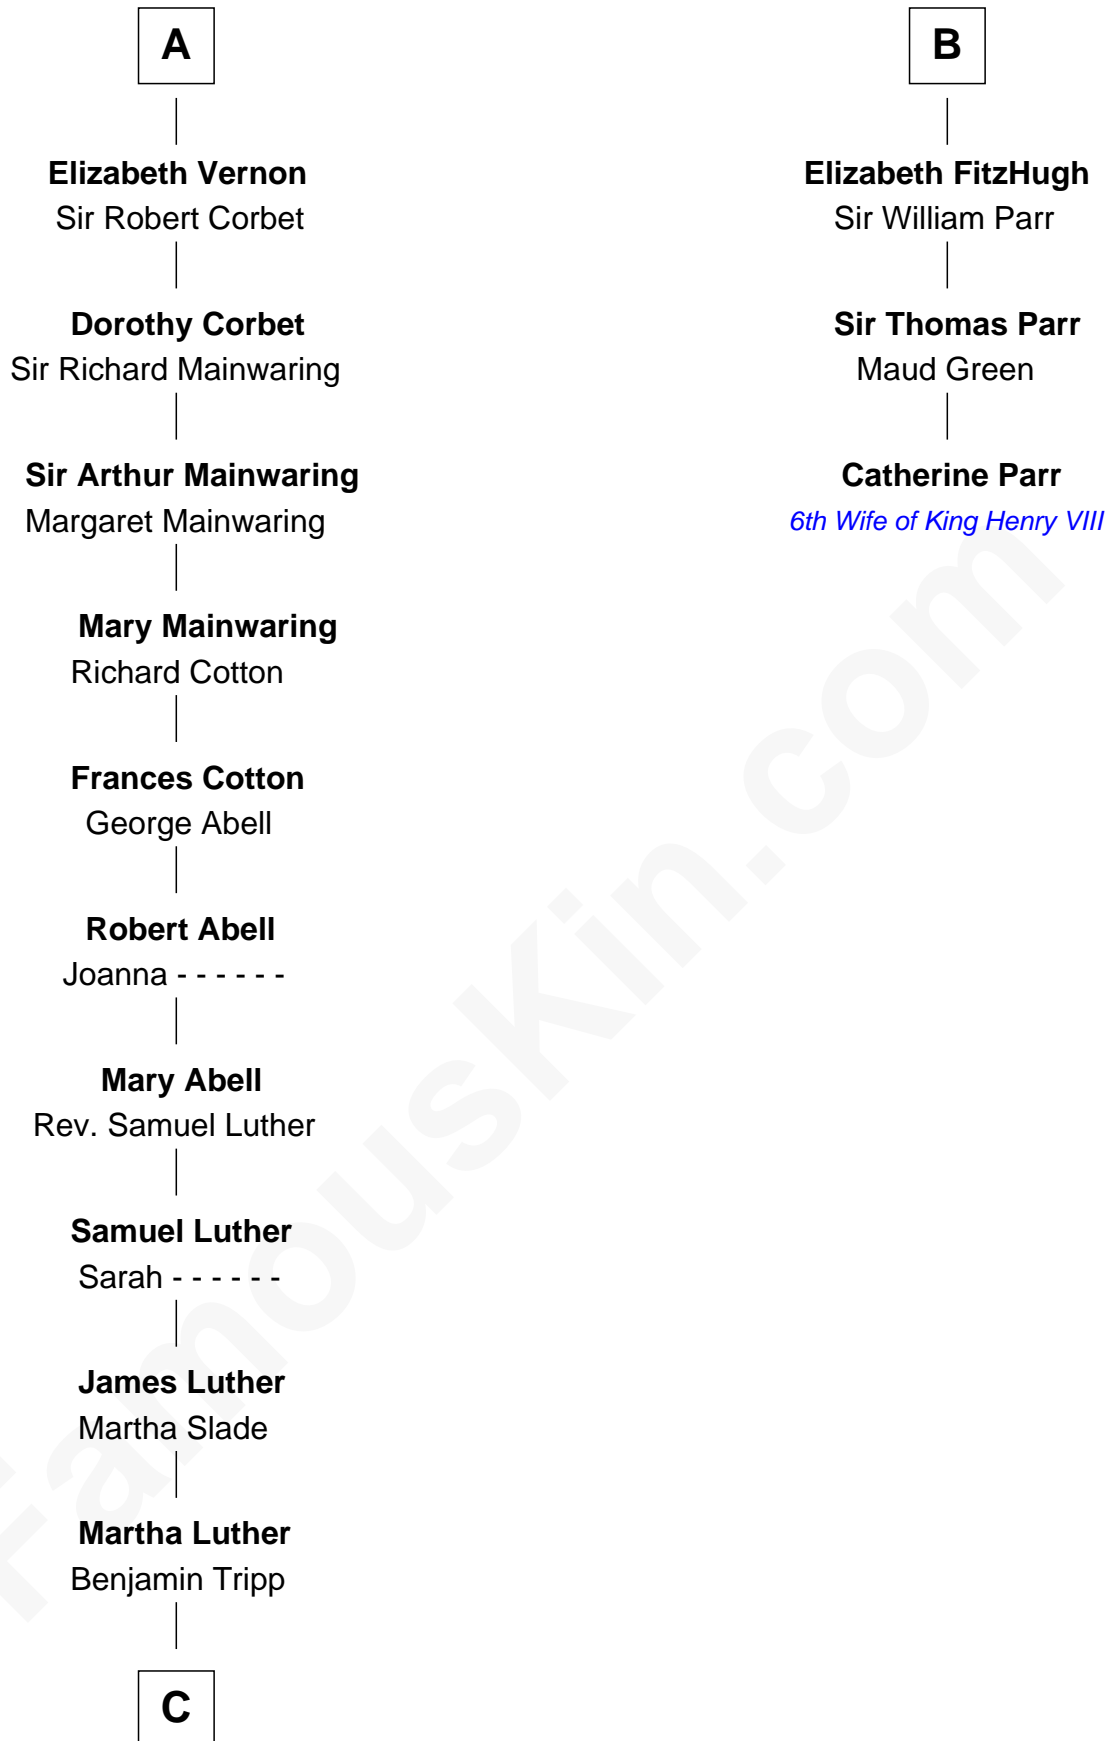 A
Elizabeth Vernon
Sir Robert Corbet
Dorothy Corbet
Sir Richard Mainwaring
Sir Arthur Mainwaring
Margaret Mainwaring
Mary Mainwaring
Richard Cotton
Frances Cotton
George Abell
Robert Abell
Joanna - - - - - -
Mary Abell
Rev. Samuel Luther
Samuel Luther
Sarah - - - - - -
James Luther
Martha Slade
Martha Luther
Benjamin Tripp
C
B
Elizabeth FitzHugh
Sir William Parr
Sir Thomas Parr
Maud Green
Catherine Parr
6th Wife of King Henry VIII
FamousKin.com